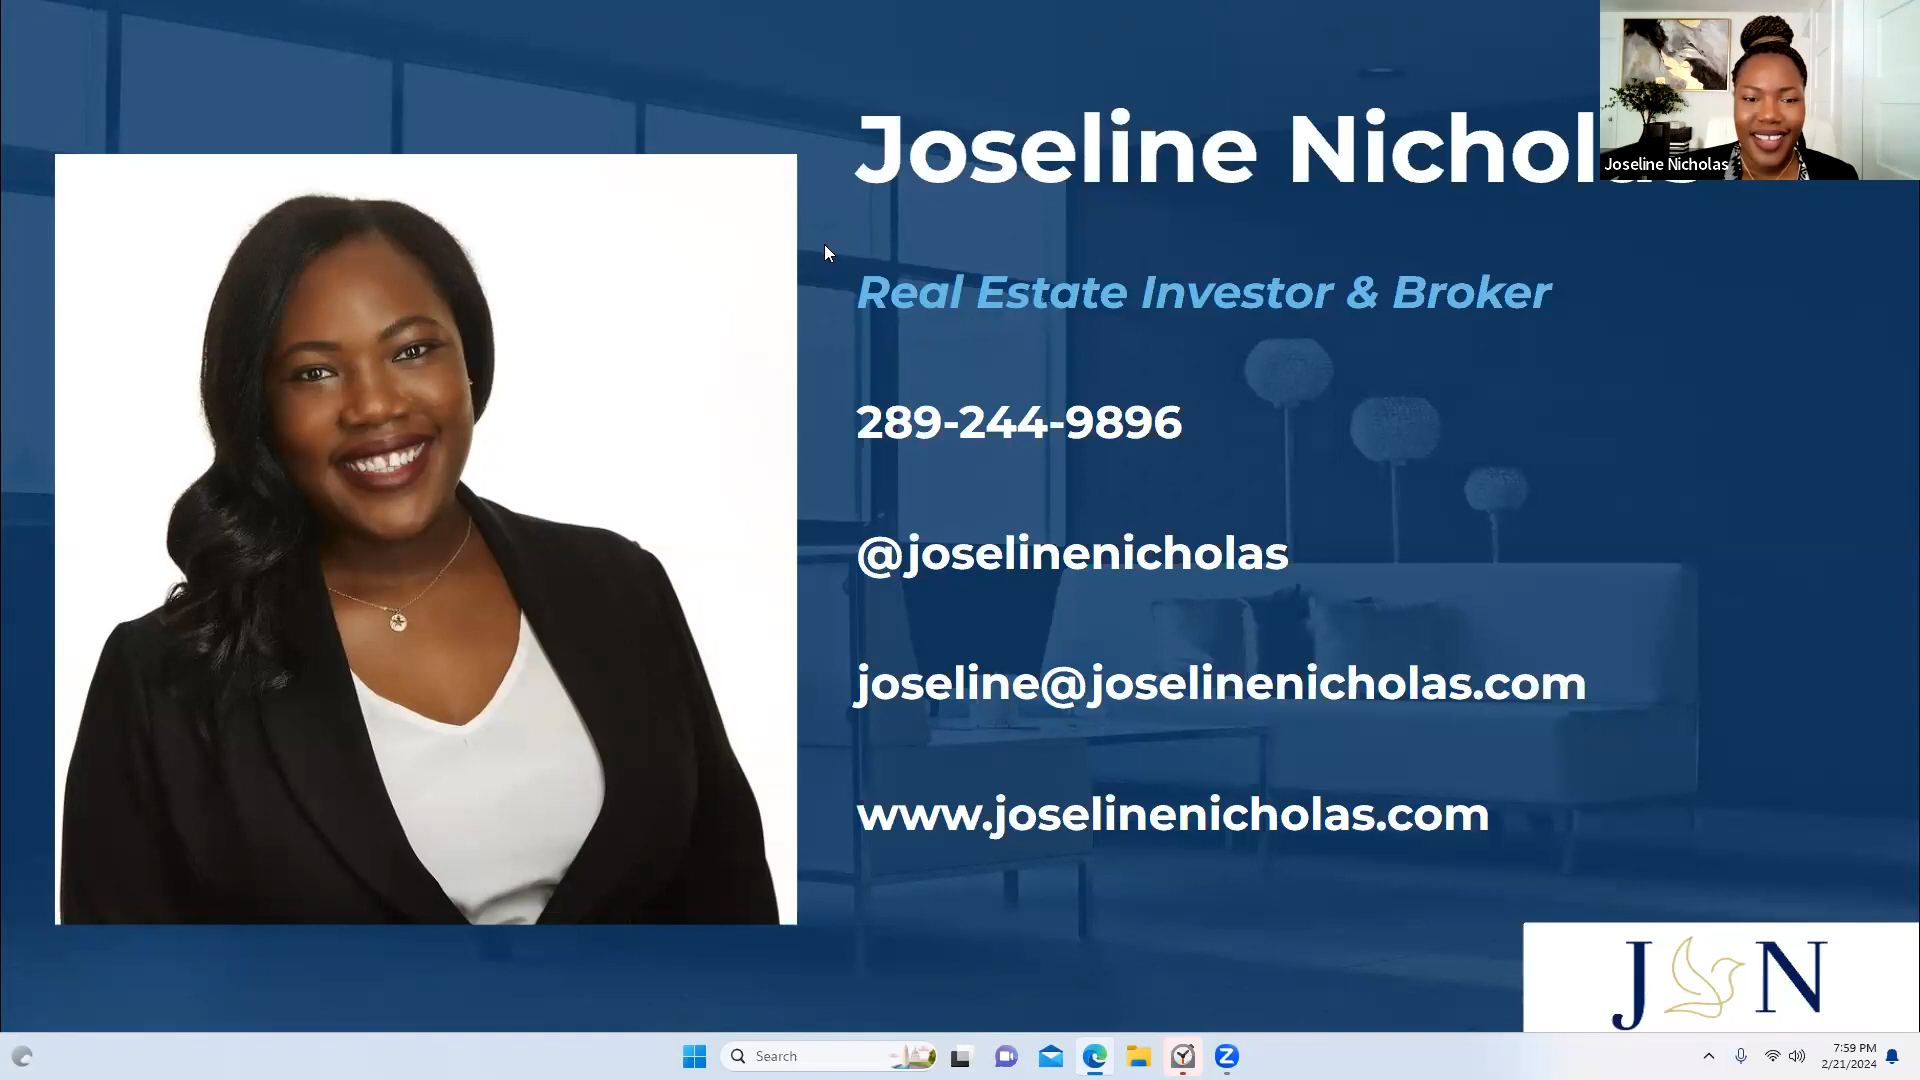 Joseline Nichol
Joseline Nicholas
Real Estate Investor & Broker
289-244-9896
@joselinenicholas
joseline@joselinenicholas.com
www.joselinenicholas.com
J N
Search
7:59 PM
2/21/2024